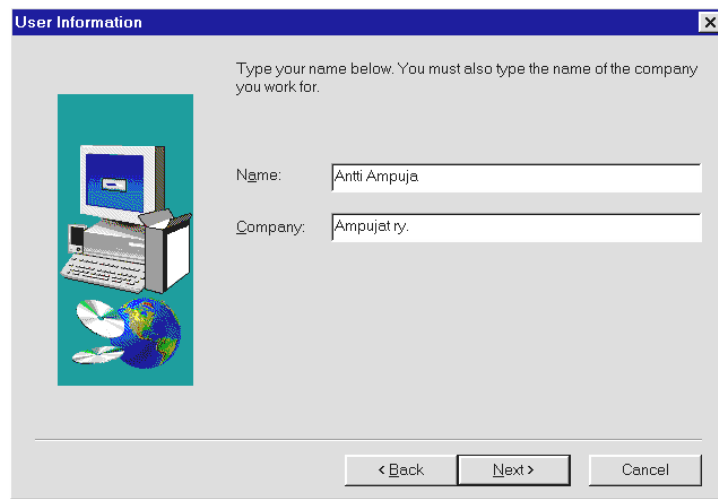 User Information
Type your name below. You must also type the name of the company
you work for.
Name: Antti Ampuja
Company: Ampujat ry.
< Back Next > Cancel